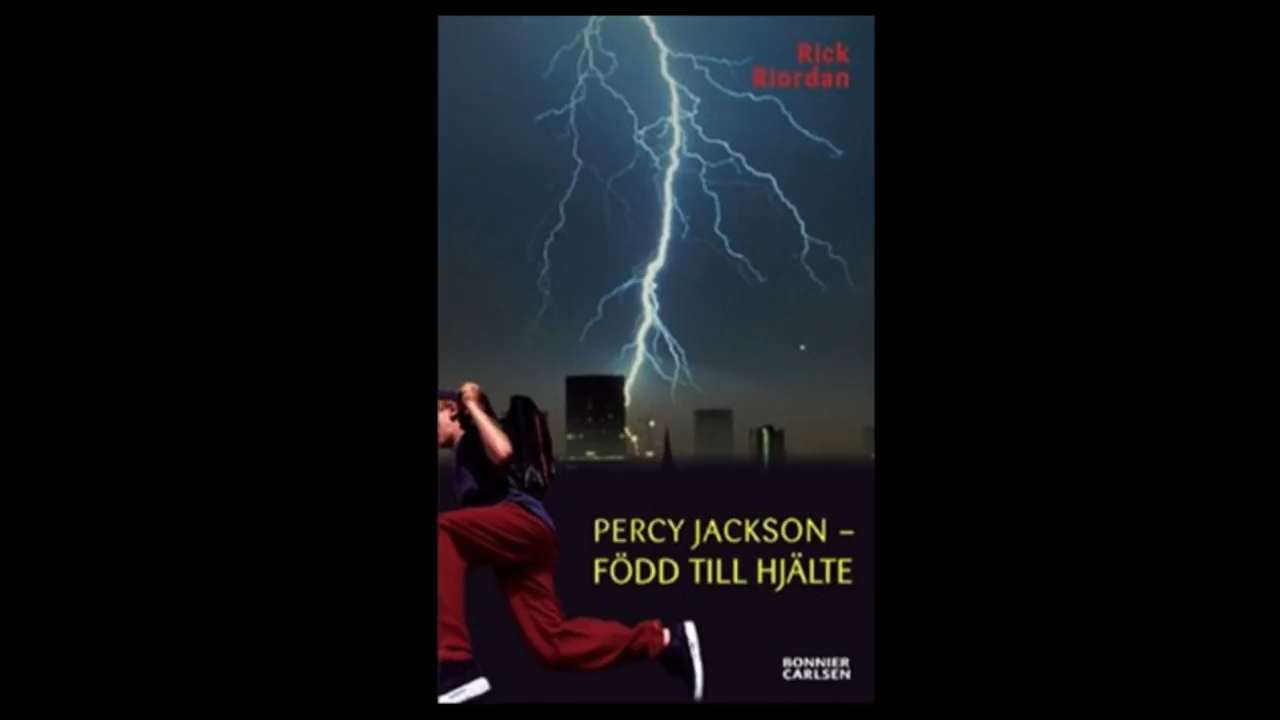 Rick
Riordan
PERCY JACKSON –
FÖDD TILL HJÄLTE
BONNIER
CARLSEN